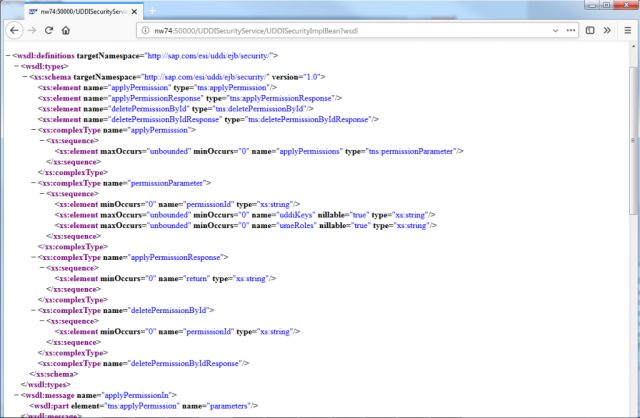 nw74:50000/UDDISecurityService/
nw74:50000/UDDISecurityService/UDDISecurityImplBean?wsdl
−<wsdl:definitions targetNamespace="http://sap.com/esi/uddi/ejb/security/">
−<wsdl:types>
−<xs:schema targetNamespace="http://sap.com/esi/uddi/ejb/security/" version="1.0">
<xs:element name="applyPermission" type="tns:applyPermission"/>
<xs:element name="applyPermissionResponse" type="tns:applyPermissionResponse"/>
<xs:element name="deletePermissionById" type="tns:deletePermissionById"/>
<xs:element name="deletePermissionByIdResponse" type="tns:deletePermissionByIdResponse"/>
−<xs:complexType name="applyPermission">
−<xs:sequence>
<xs:element maxOccurs="unbounded" minOccurs="0" name="applyPermissions" type="tns:permissionParameter"/>
</xs:sequence>
</xs:complexType>
−<xs:complexType name="permissionParameter">
−<xs:sequence>
<xs:element minOccurs="0" name="permissionId" type="xs:string"/>
<xs:element maxOccurs="unbounded" minOccurs="0" name="uddiKeys" nillable="true" type="xs:string"/>
<xs:element maxOccurs="unbounded" minOccurs="0" name="umeRoles" nillable="true" type="xs:string"/>
</xs:sequence>
</xs:complexType>
−<xs:complexType name="applyPermissionResponse">
−<xs:sequence>
<xs:element minOccurs="0" name="return" type="xs:string"/>
</xs:sequence>
</xs:complexType>
−<xs:complexType name="deletePermissionById">
−<xs:sequence>
<xs:element minOccurs="0" name="permissionId" type="xs:string"/>
</xs:sequence>
</xs:complexType>
<xs:complexType name="deletePermissionByIdResponse"/>
</xs:schema>
</wsdl:types>
−<wsdl:message name="applyPermissionIn">
<wsdl:part element="tns:applyPermission" name="parameters"/>
</wsdl:message>